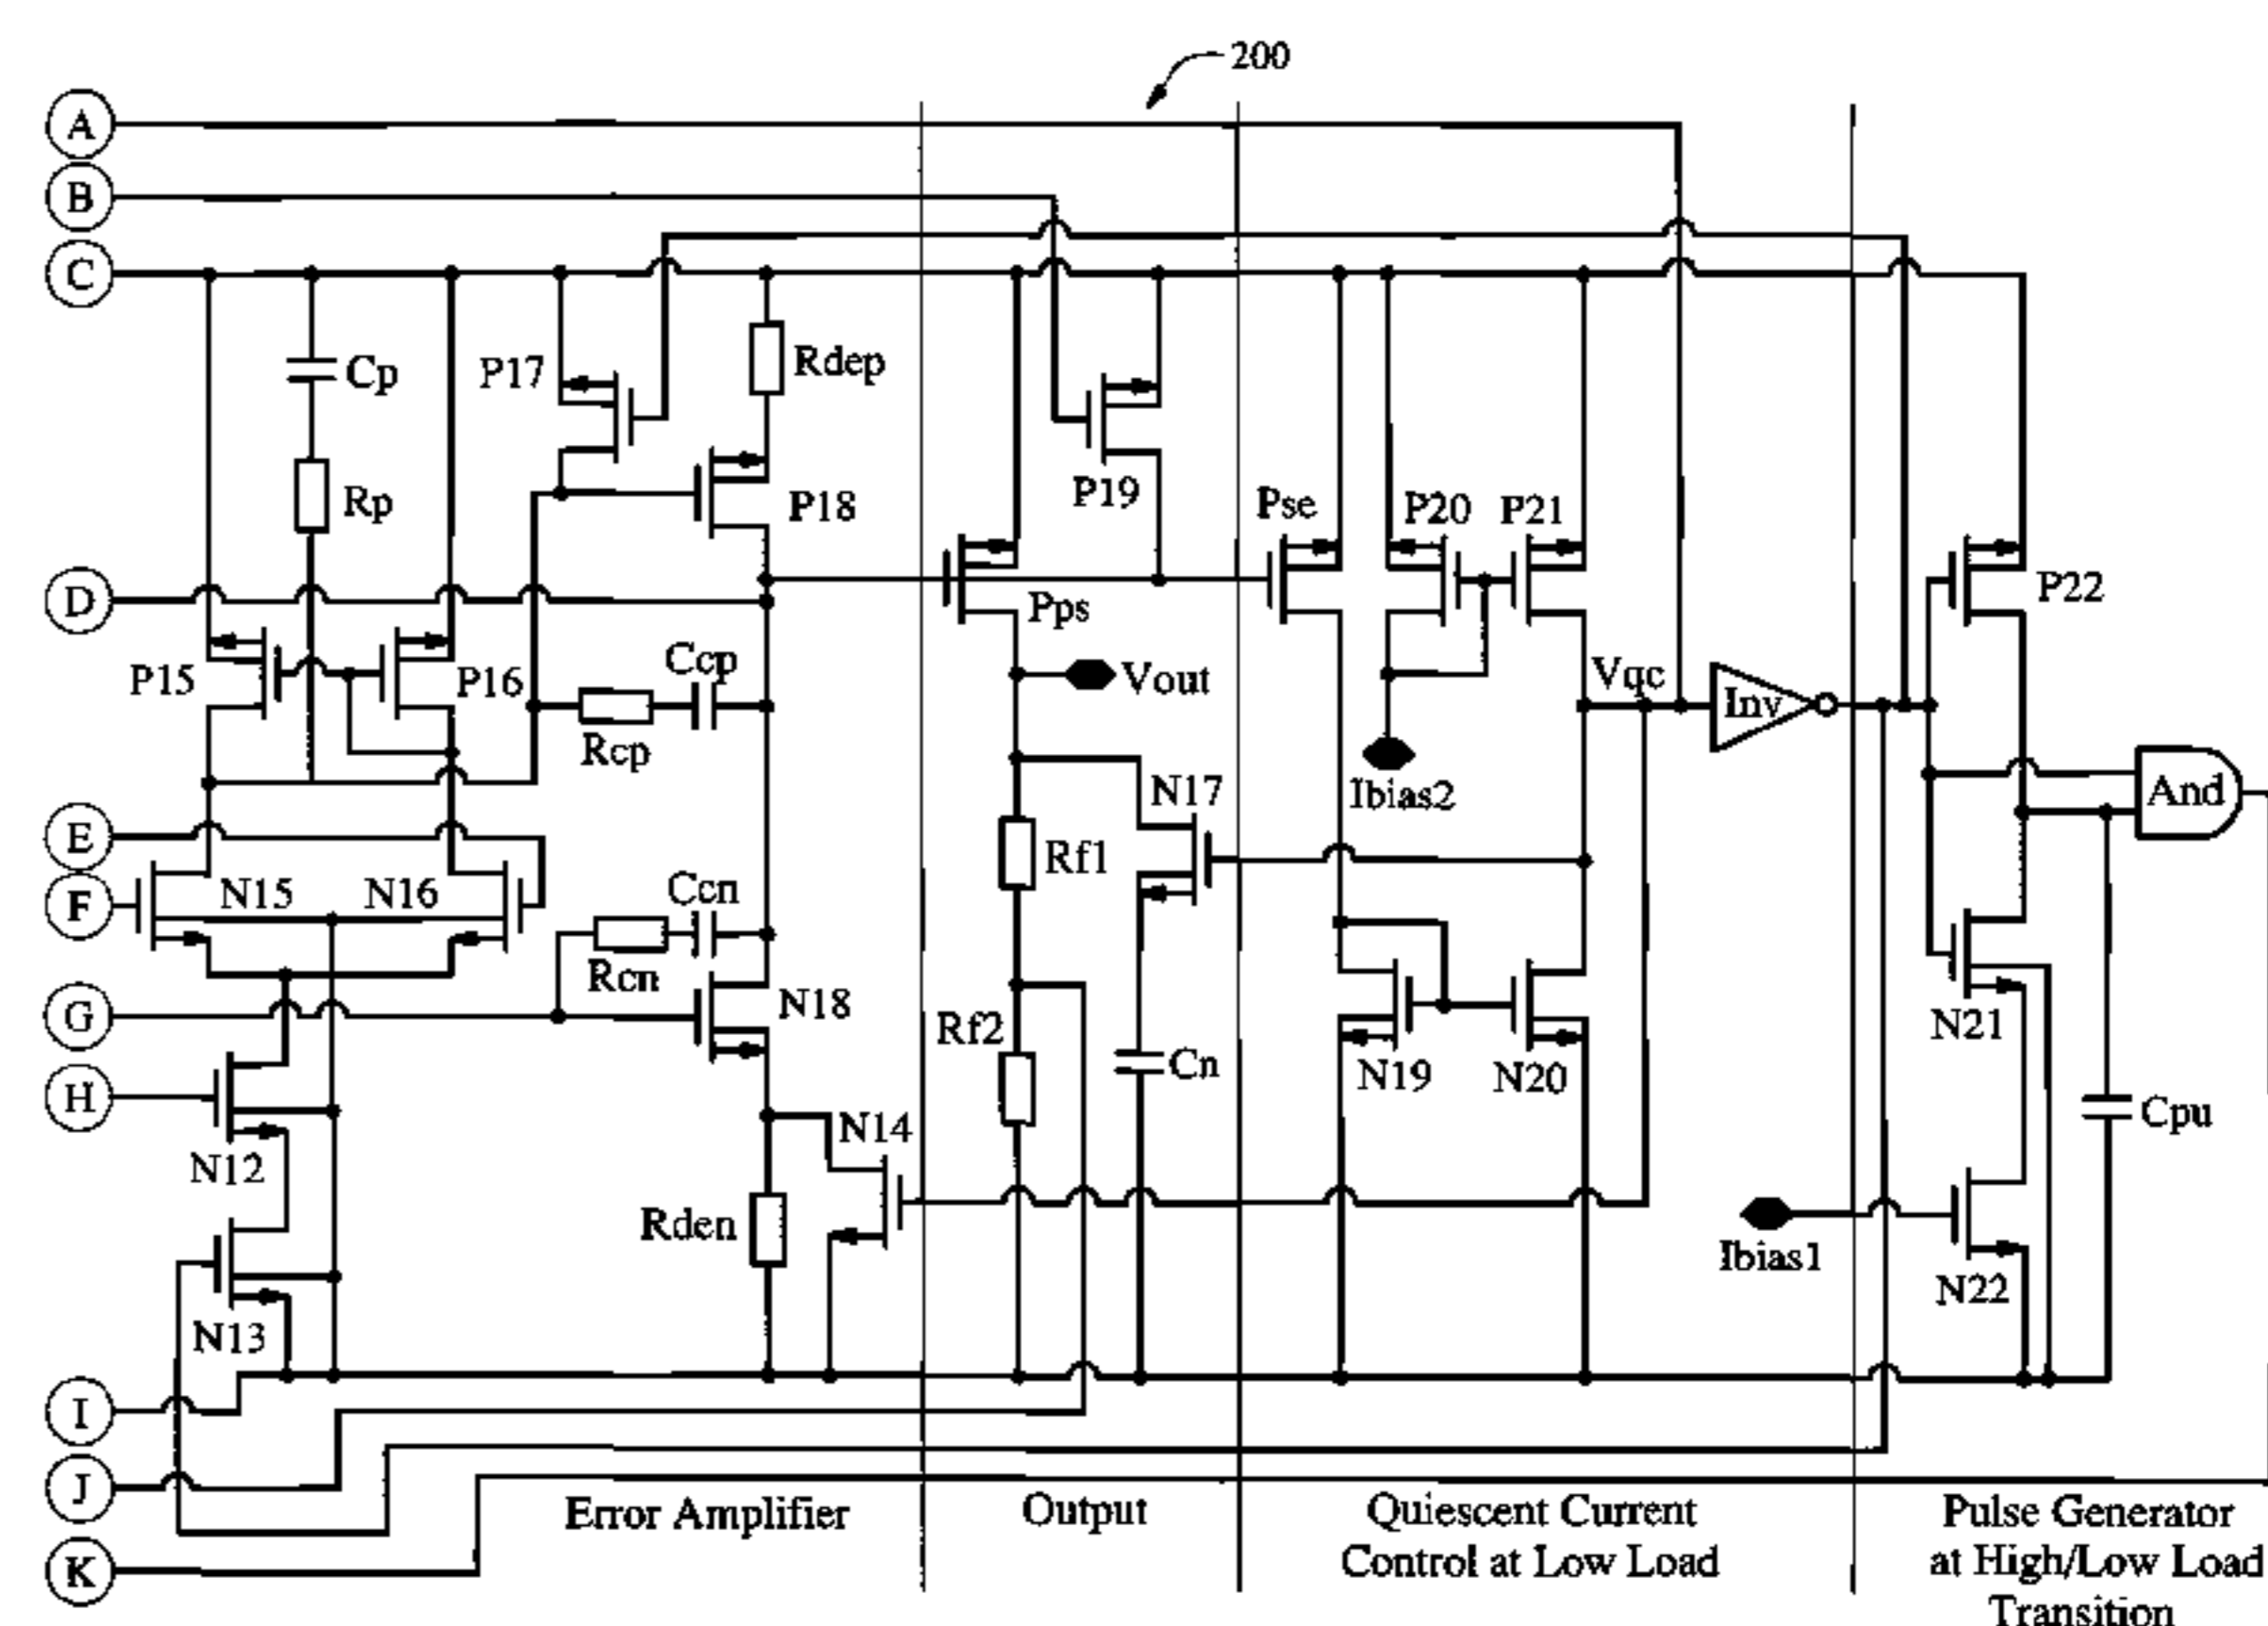 200
A
B
C
Cp
P17
Rdep
Rp
P18
P19
Pse
P20
P21
P22
D
Pps
P15
P16
Ccp
Rcp
Vout
Vqc
Inv
Ibias2
And
N17
E
F
N15
N16
Ccn
Rf1
Rcn
N18
G
Rf2
N21
Cn
N19
N20
H
N14
Cpu
N12
Rden
Ibias1
N22
N13
I
J
K
Error Amplifier
Output
Quiescent Current
Control at Low Load
Pulse Generator
at High/Low Load
Transition